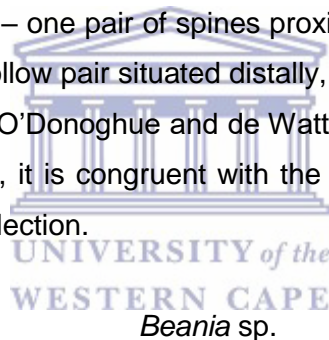 – one pair of spines proxi
ollow pair situated distally,
O’Donoghue and de Watt
, it is congruent with the
lection.
UNIVERSITY of the
WESTERN CAPE
Beania sp.